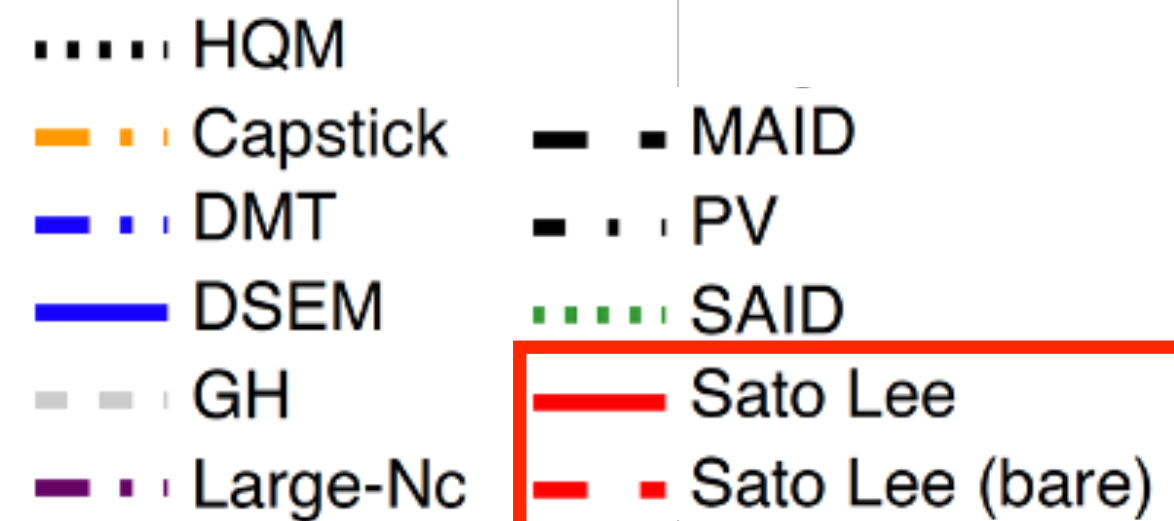 HQM
Capstick
DMT
DSEM
GH
Large-Nc
MAID
PV
SAID
Sato Lee
Sato Lee (bare)